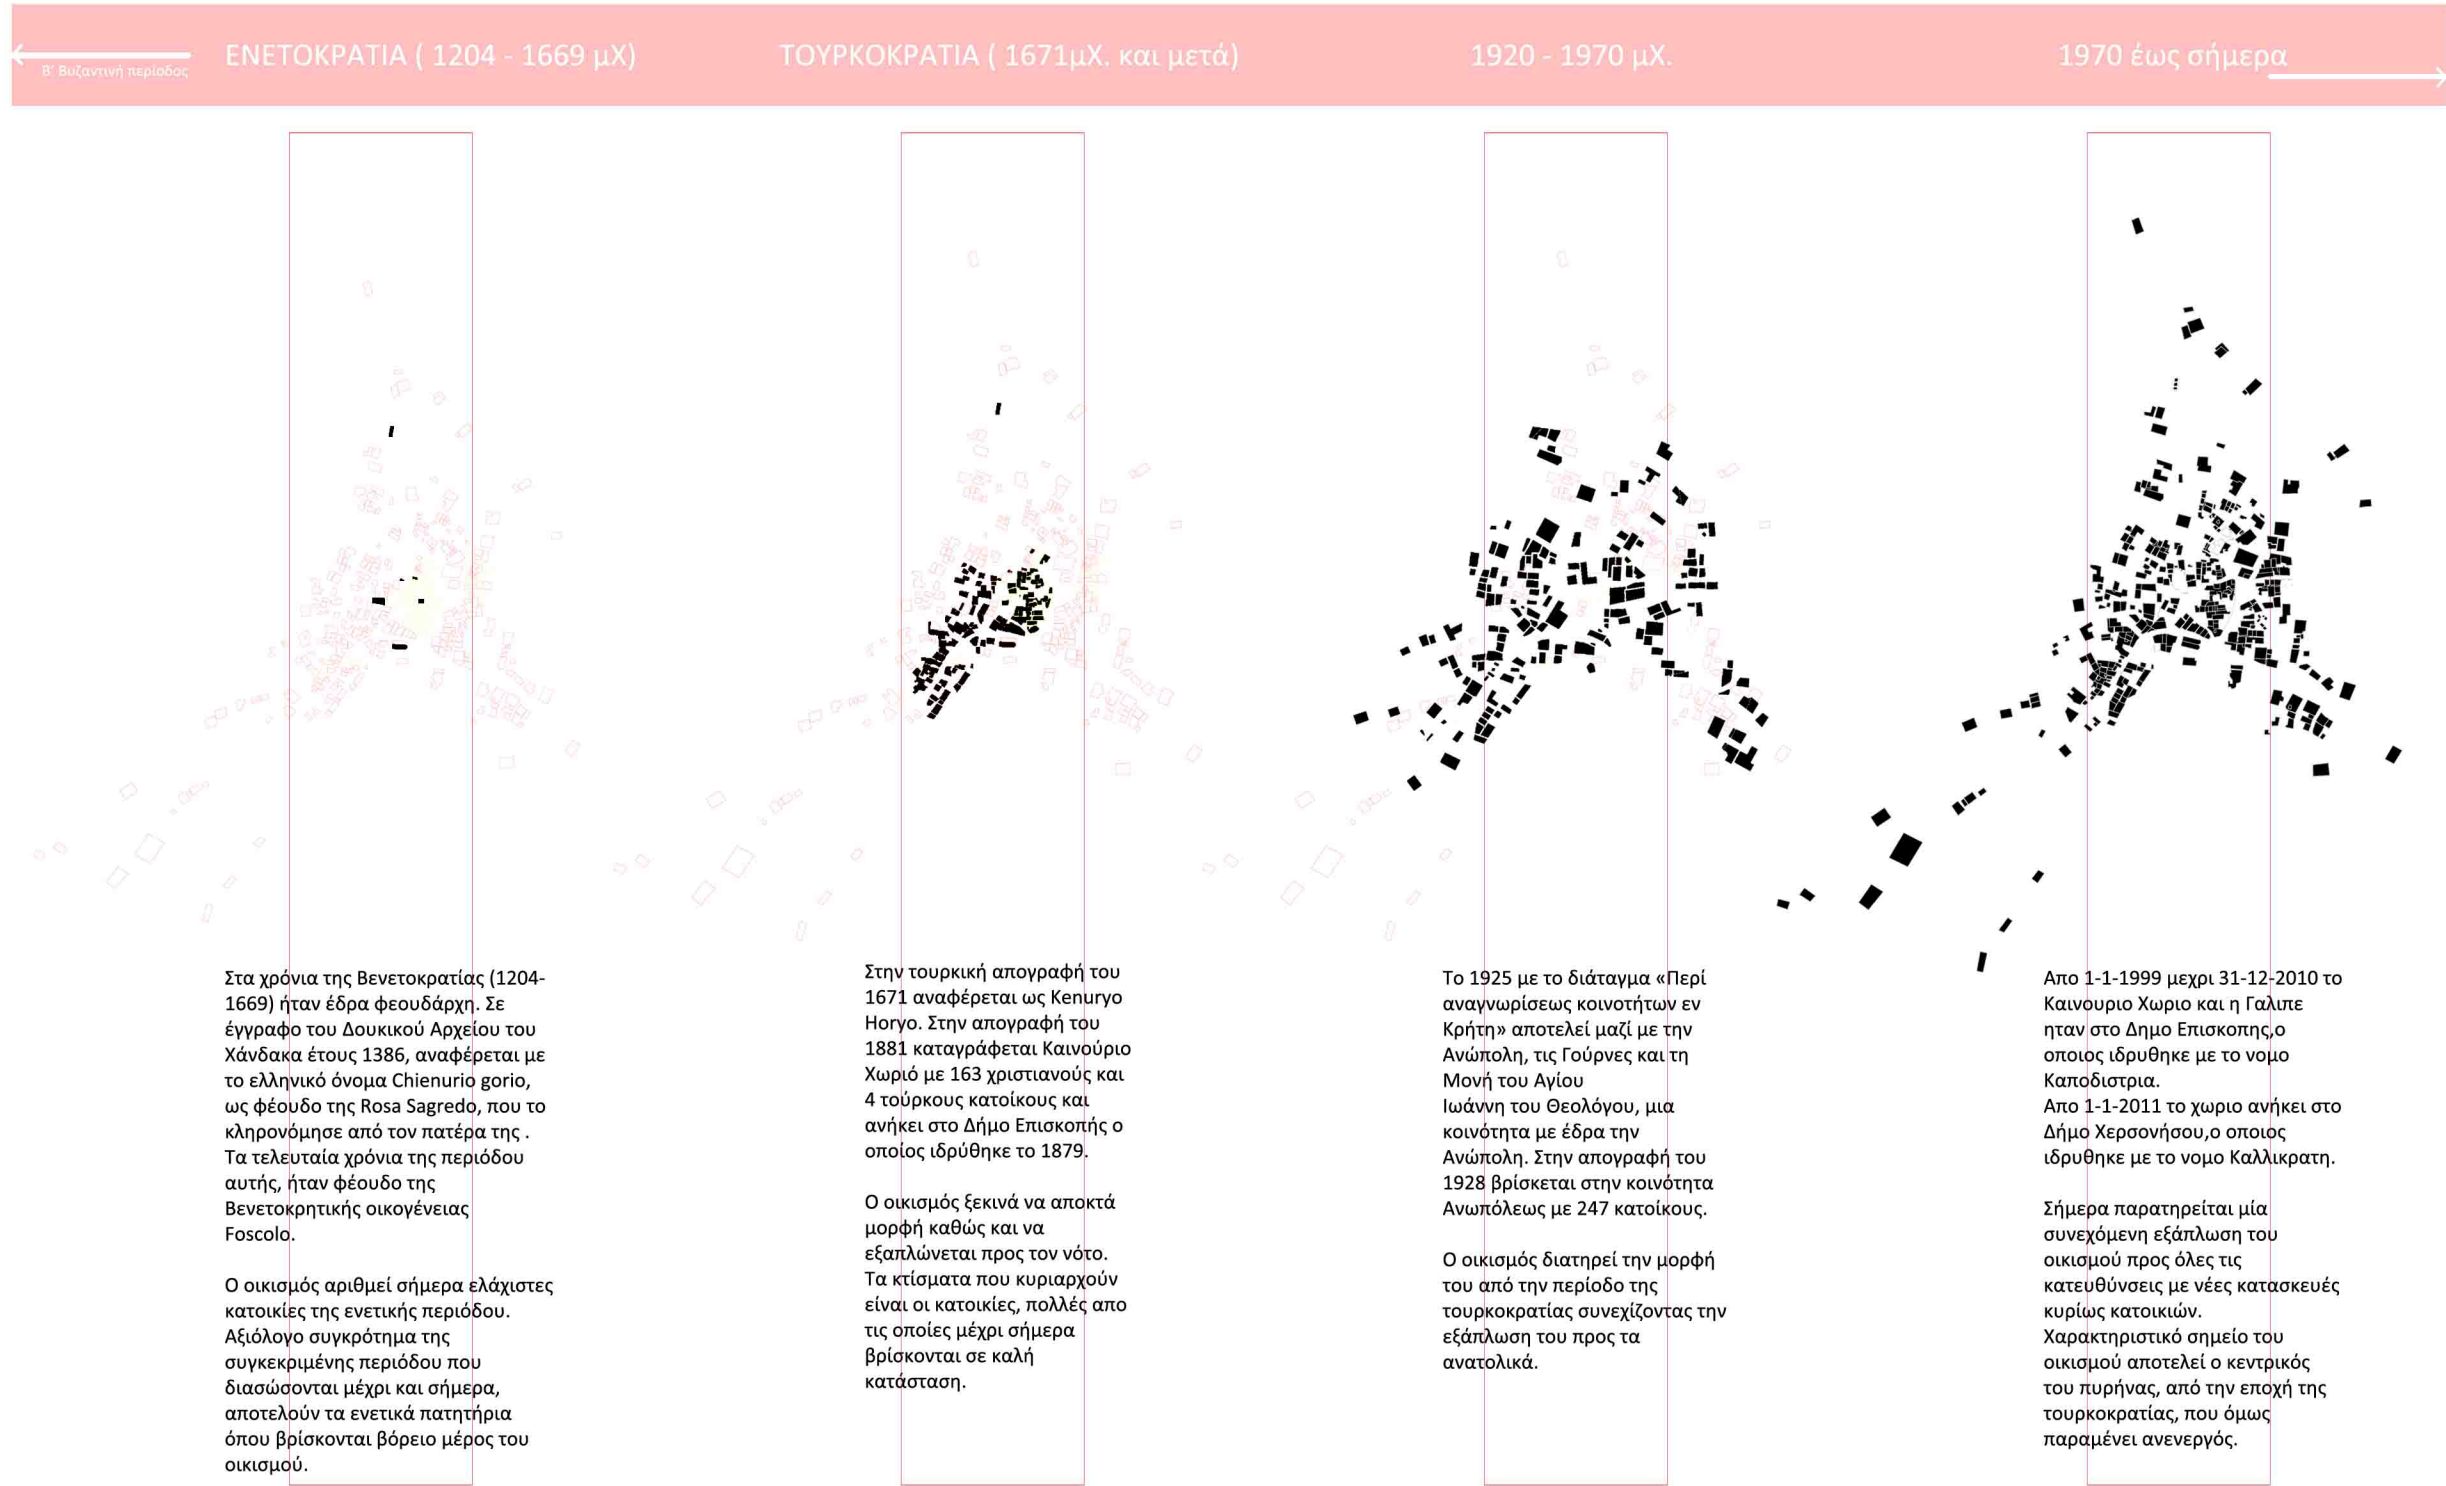 Β΄ Βυζαντινή περίοδος
ΕΝΕΤΟΚΡΑΤΙΑ ( 1204 - 1669 μΧ)
ΤΟΥΡΚΟΚΡΑΤΙΑ ( 1671μΧ. και μετά)
1920 - 1970 μΧ.
1970 έως σήμερα
Στα χρόνια της Βενετοκρατίας (1204-
1669) ήταν έδρα φεουδάρχη. Σε
έγγραφο του Δουκικού Αρχείου του
Χάνδακα έτους 1386, αναφέρεται με
το ελληνικό όνομα Chienurio gorio,
ως φέουδο της Rosa Sagredo, που το
κληρονόμησε από τον πατέρα της .
Τα τελευταία χρόνια της περιόδου
αυτής, ήταν φέουδο της
Βενετοκρητικής οικογένειας
Foscolo.
Ο οικισμός αριθμεί σήμερα ελάχιστες
κατοικίες της ενετικής περιόδου.
Αξιόλογο συγκρότημα της
συγκεκριμένης περιόδου που
διασώσονται μέχρι και σήμερα,
αποτελούν τα ενετικά πατητήρια
όπου βρίσκονται βόρειο μέρος του
οικισμού.
Στην τουρκική απογραφή του
1671 αναφέρεται ως Kenuryo
Horyo. Στην απογραφή του
1881 καταγράφεται Καινούριο
Χωριό με 163 χριστιανούς και
4 τούρκους κατοίκους και
ανήκει στο Δήμο Επισκοπής ο
οποίος ιδρύθηκε το 1879.
Ο οικισμός ξεκινά να αποκτά
μορφή καθώς και να
εξαπλώνεται προς τον νότο.
Τα κτίσματα που κυριαρχούν
είναι οι κατοικίες, πολλές απο
τις οποίες μέχρι σήμερα
βρίσκονται σε καλή
κατάσταση.
Το 1925 με το διάταγμα «Περί
αναγνωρίσεως κοινοτήτων εν
Κρήτη» αποτελεί μαζί με την
Ανώπολη, τις Γούρνες και τη
Μονή του Αγίου
Ιωάννη του Θεολόγου, μια
κοινότητα με έδρα την
Ανώπολη. Στην απογραφή του
1928 βρίσκεται στην κοινότητα
Ανωπόλεως με 247 κατοίκους.
Ο οικισμός διατηρεί την μορφή
του από την περίοδο της
τουρκοκρατίας συνεχίζοντας την
εξάπλωση του προς τα
ανατολικά.
Απο 1-1-1999 μεχρι 31-12-2010 το
Καινουριο Χωριο και η Γαλιπε
ηταν στο Δημο Επισκοπης,ο
οποιος ιδρυθηκε με το νομο
Καποδιστρια.
Απο 1-1-2011 το χωριο ανήκει στο
Δήμο Χερσονήσου,ο οποιος
ιδρυθηκε με το νομο Καλλικρατη.
Σήμερα παρατηρείται μία
συνεχόμενη εξάπλωση του
οικισμού προς όλες τις
κατευθύνσεις με νέες κατασκευές
κυρίως κατοικιών.
Χαρακτηριστικό σημείο του
οικισμού αποτελεί ο κεντρικός
του πυρήνας, από την εποχή της
τουρκοκρατίας, που όμως
παραμένει ανενεργός.